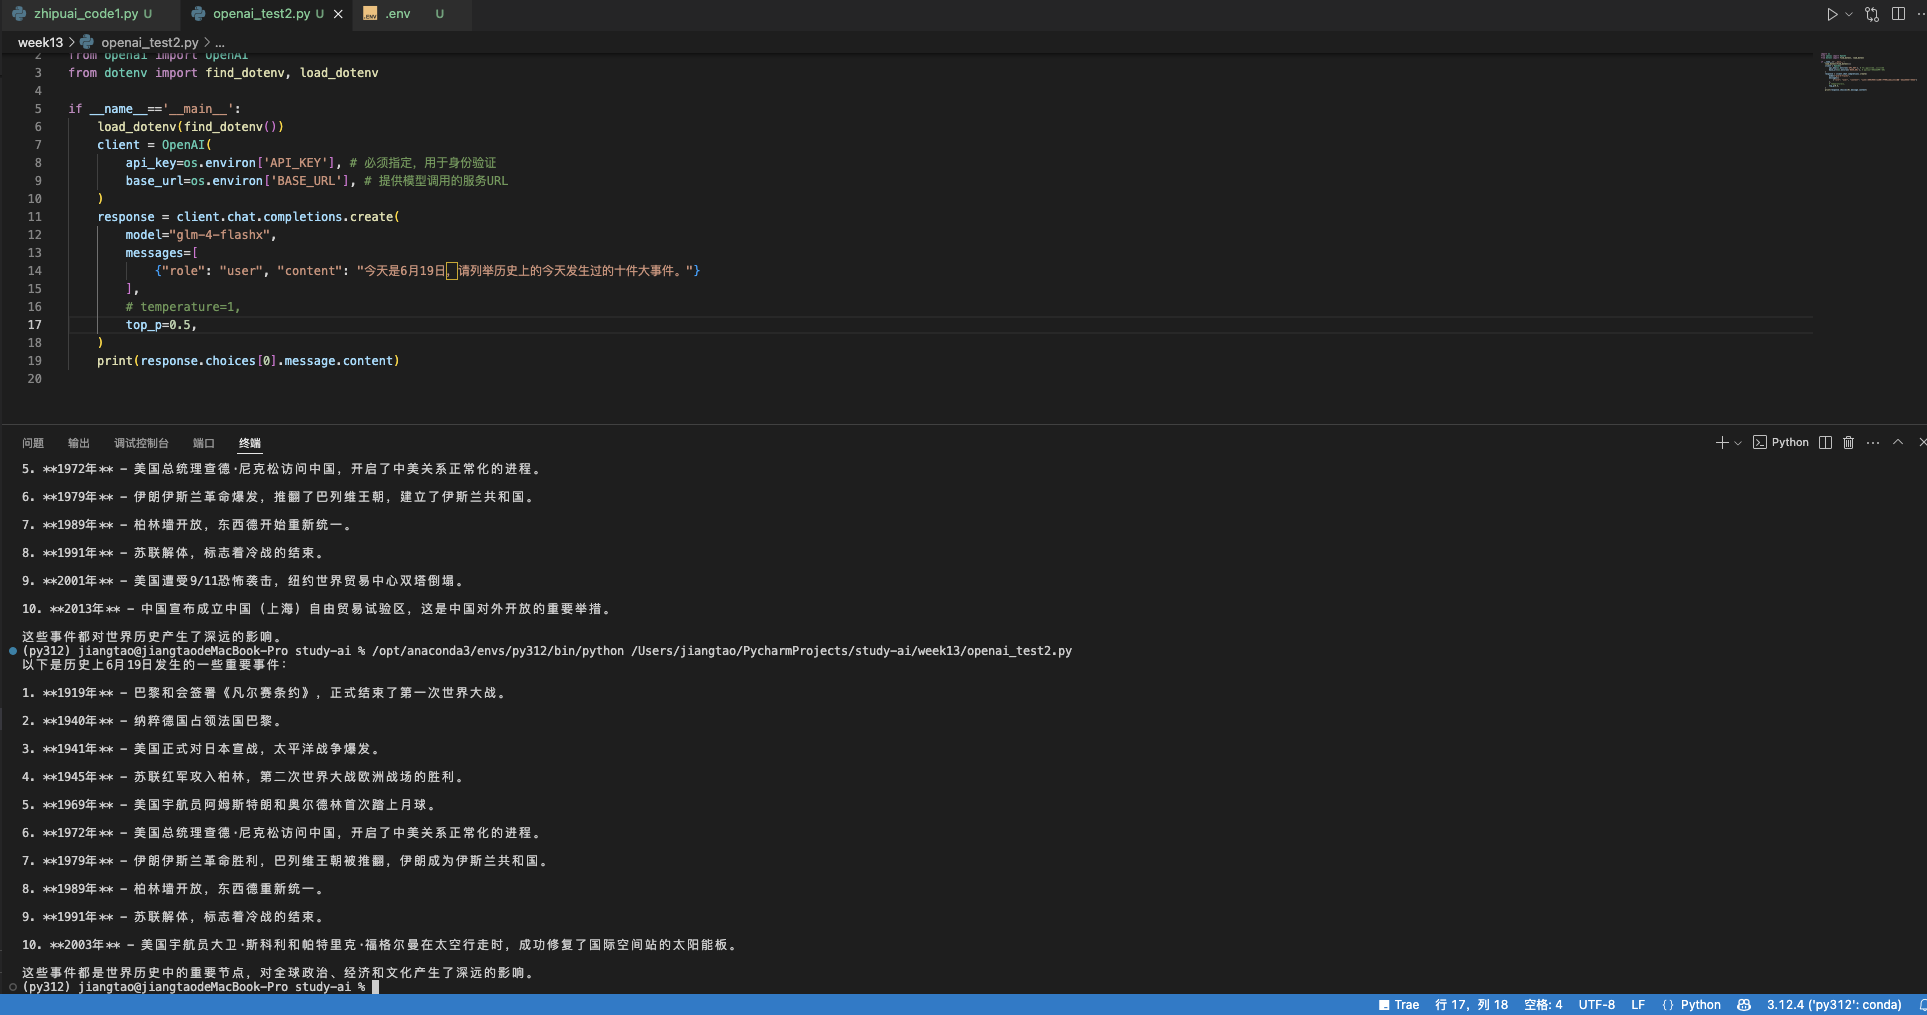 zhipuai_code1.py U
openai_test2.py U
.env U
week13 > openai_test2.py > ...
2 from openai import OpenAI
3 from dotenv import find_dotenv, load_dotenv
4
5 if __name__=='__main__':
6 load_dotenv(find_dotenv())
7 client = OpenAI(
8 api_key=os.environ['API_KEY'], # 必须指定，用于身份验证
9 base_url=os.environ['BASE_URL'], # 提供模型调用的服务URL
10 )
11 response = client.chat.completions.create(
12 model="glm-4-flashx",
13 messages=[
14 {"role": "user", "content": "今天是6月19日，请列举历史上的今天发生过的十件大事件。"}
15 ],
16 # temperature=1,
17 top_p=0.5,
18 )
19 print(response.choices[0].message.content)
20
问题 输出 调试控制台 端口 终端
Python
5. **1972年** - 美国总统理查德·尼克松访问中国，开启了中美关系正常化的进程。
6. **1979年** - 伊朗伊斯兰革命爆发，推翻了巴列维王朝，建立了伊斯兰共和国。
7. **1989年** - 柏林墙开放，东西德开始重新统一。
8. **1991年** - 苏联解体，标志着冷战的结束。
9. **2001年** - 美国遭受9/11恐怖袭击，纽约世界贸易中心双塔倒塌。
10. **2013年** - 中国宣布成立中国（上海）自由贸易试验区，这是中国对外开放的重要举措。
这些事件都对世界历史产生了深远的影响。
(py312) jiangtao@jiangtaodeMacBook-Pro study-ai % /opt/anaconda3/envs/py312/bin/python /Users/jiangtao/PycharmProjects/study-ai/week13/openai_test2.py
以下是历史上6月19日发生的一些重要事件：
1. **1919年** - 巴黎和会签署《凡尔赛条约》，正式结束了第一次世界大战。
2. **1940年** - 纳粹德国占领法国巴黎。
3. **1941年** - 美国正式对日本宣战，太平洋战争爆发。
4. **1945年** - 苏联红军攻入柏林，第二次世界大战欧洲战场的胜利。
5. **1969年** - 美国宇航员阿姆斯特朗和奥尔德林首次踏上月球。
6. **1972年** - 美国总统理查德·尼克松访问中国，开启了中美关系正常化的进程。
7. **1979年** - 伊朗伊斯兰革命胜利，巴列维王朝被推翻，伊朗成为伊斯兰共和国。
8. **1989年** - 柏林墙开放，东西德重新统一。
9. **1991年** - 苏联解体，标志着冷战的结束。
10. **2003年** - 美国宇航员大卫·斯科利和帕特里克·福格尔曼在太空行走时，成功修复了国际空间站的太阳能板。
这些事件都是世界历史中的重要节点，对全球政治、经济和文化产生了深远的影响。
(py312) jiangtao@jiangtaodeMacBook-Pro study-ai %
Trae 行 17，列 18 空格: 4 UTF-8 LF {} Python 3.12.4 ('py312': conda)